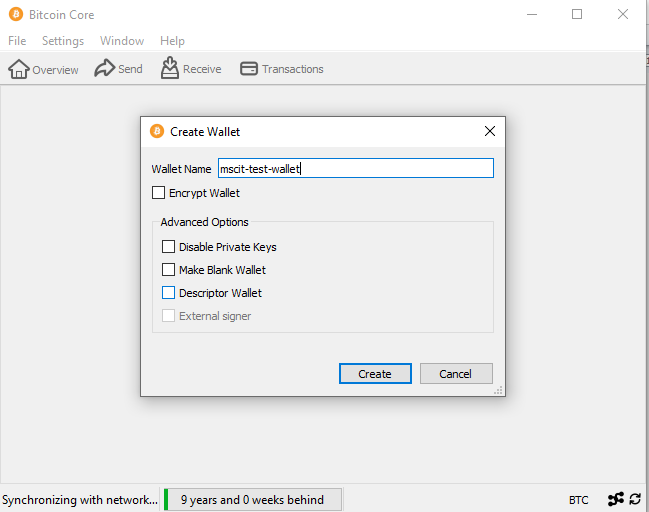 Bitcoin Core
File Settings Window Help
Overview Send Receive Transactions
Create Wallet
Wallet Name mscit-test-wallet
Encrypt Wallet
Advanced Options
Disable Private Keys
Make Blank Wallet
Descriptor Wallet
External signer
Create Cancel
Synchronizing with network... 9 years and 0 weeks behind BTC